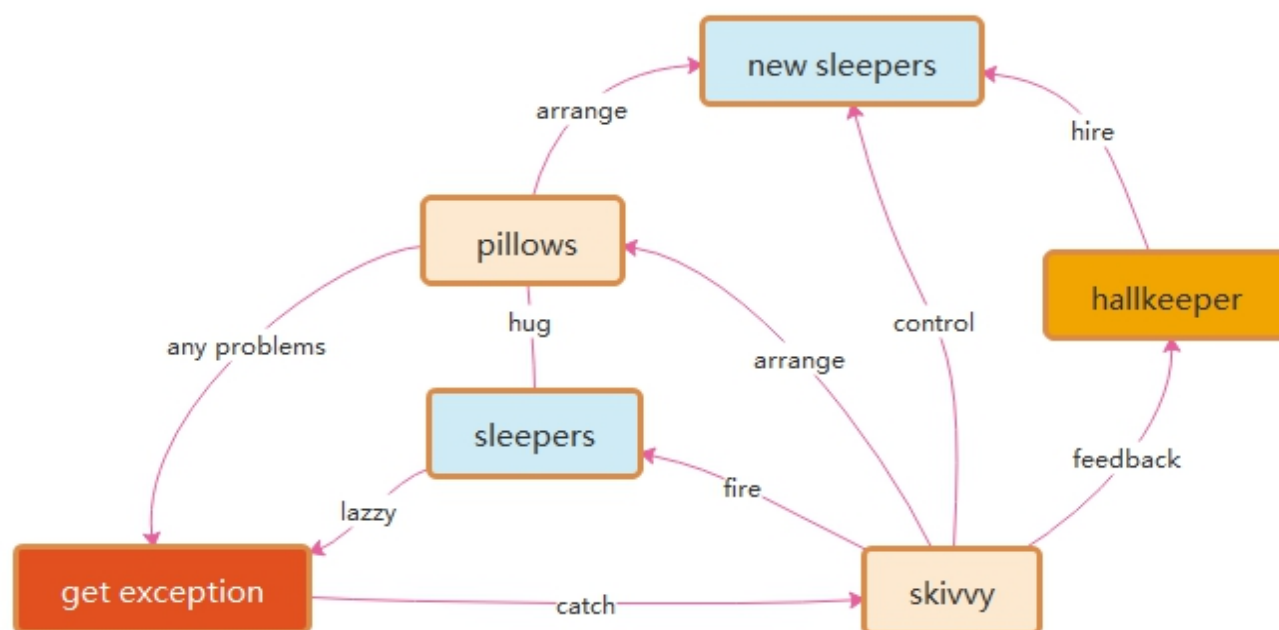 new sleepers
arrange
hire
pillows
hallkeeper
hug
control
any problems
arrange
sleepers
feedback
fire
lazzy
get exception
skivvy
catch